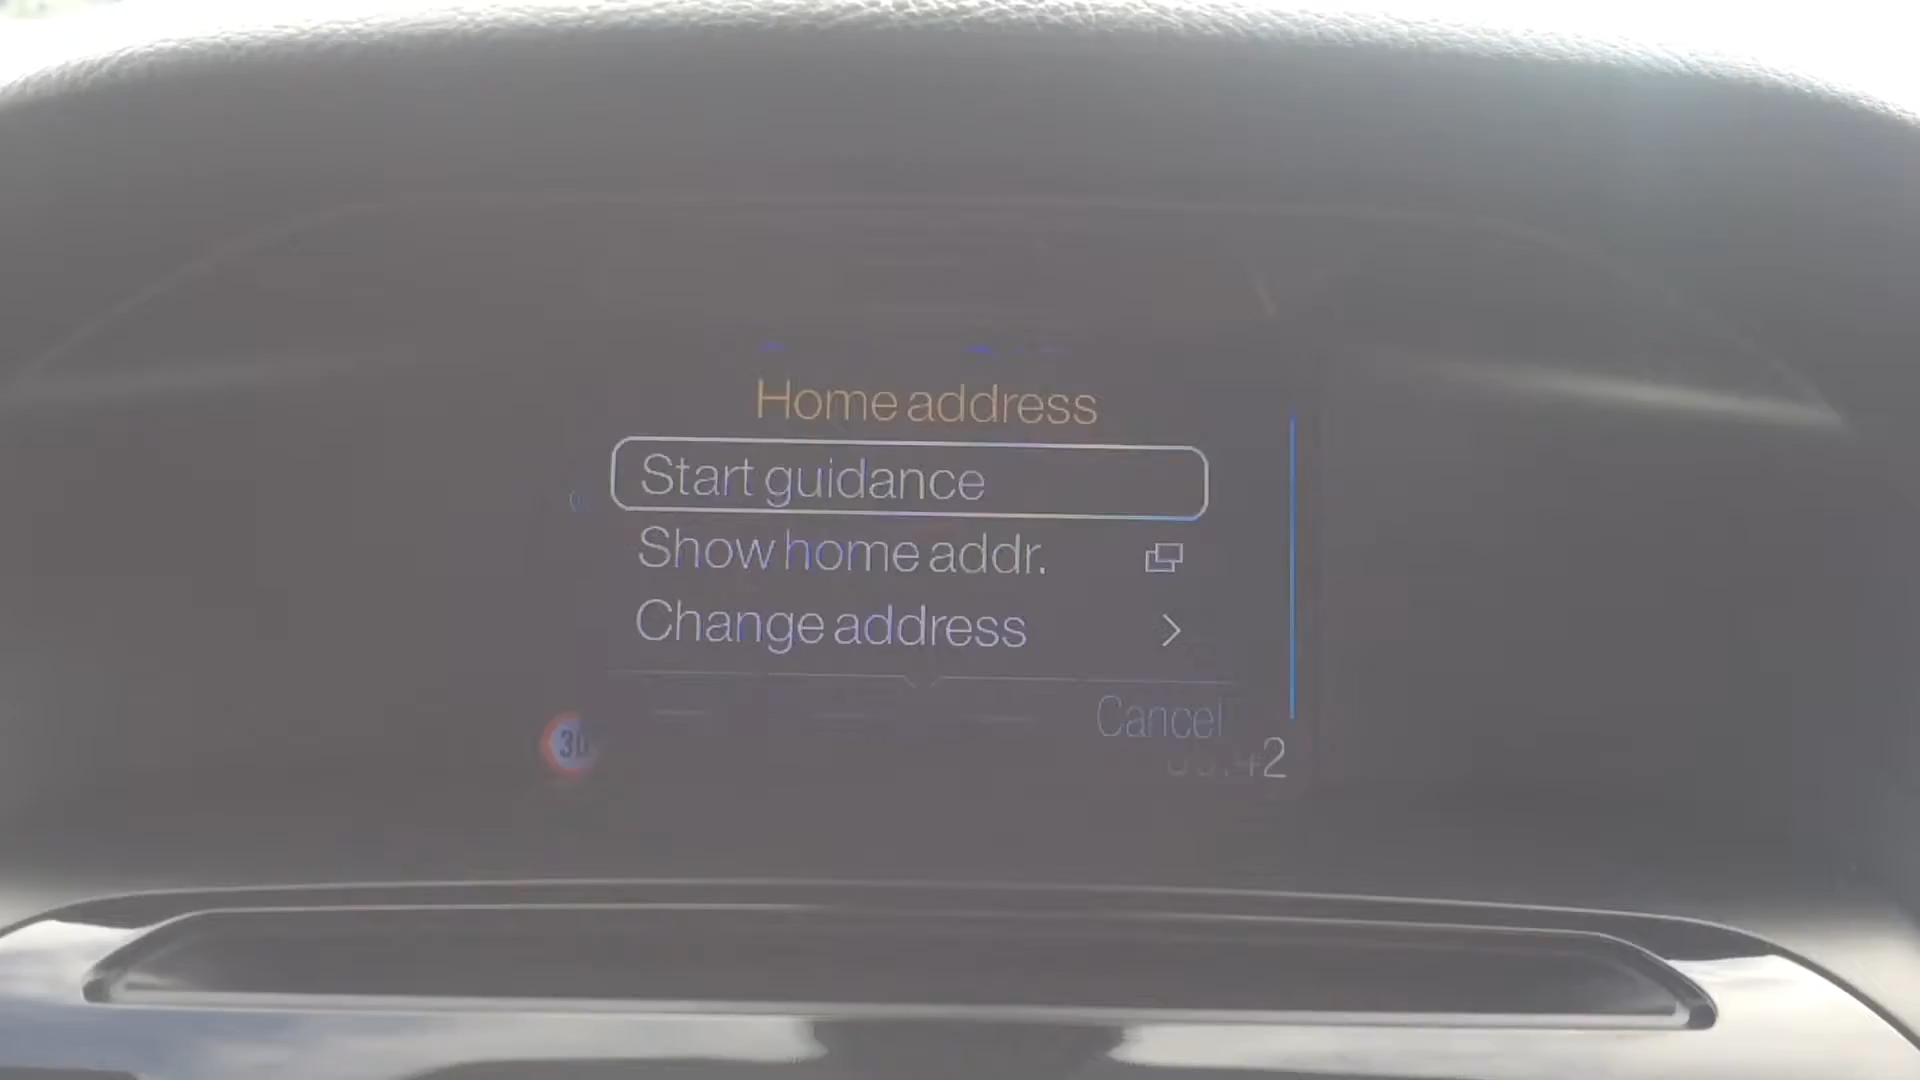 Home address
Start guidance
Show home addr.
Change address
Cancel
30